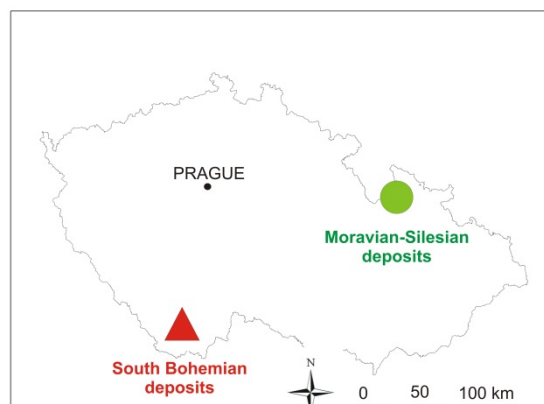 PRAGUE
Moravian-Silesian
deposits
South Bohemian
deposits
N
0 50 100 km